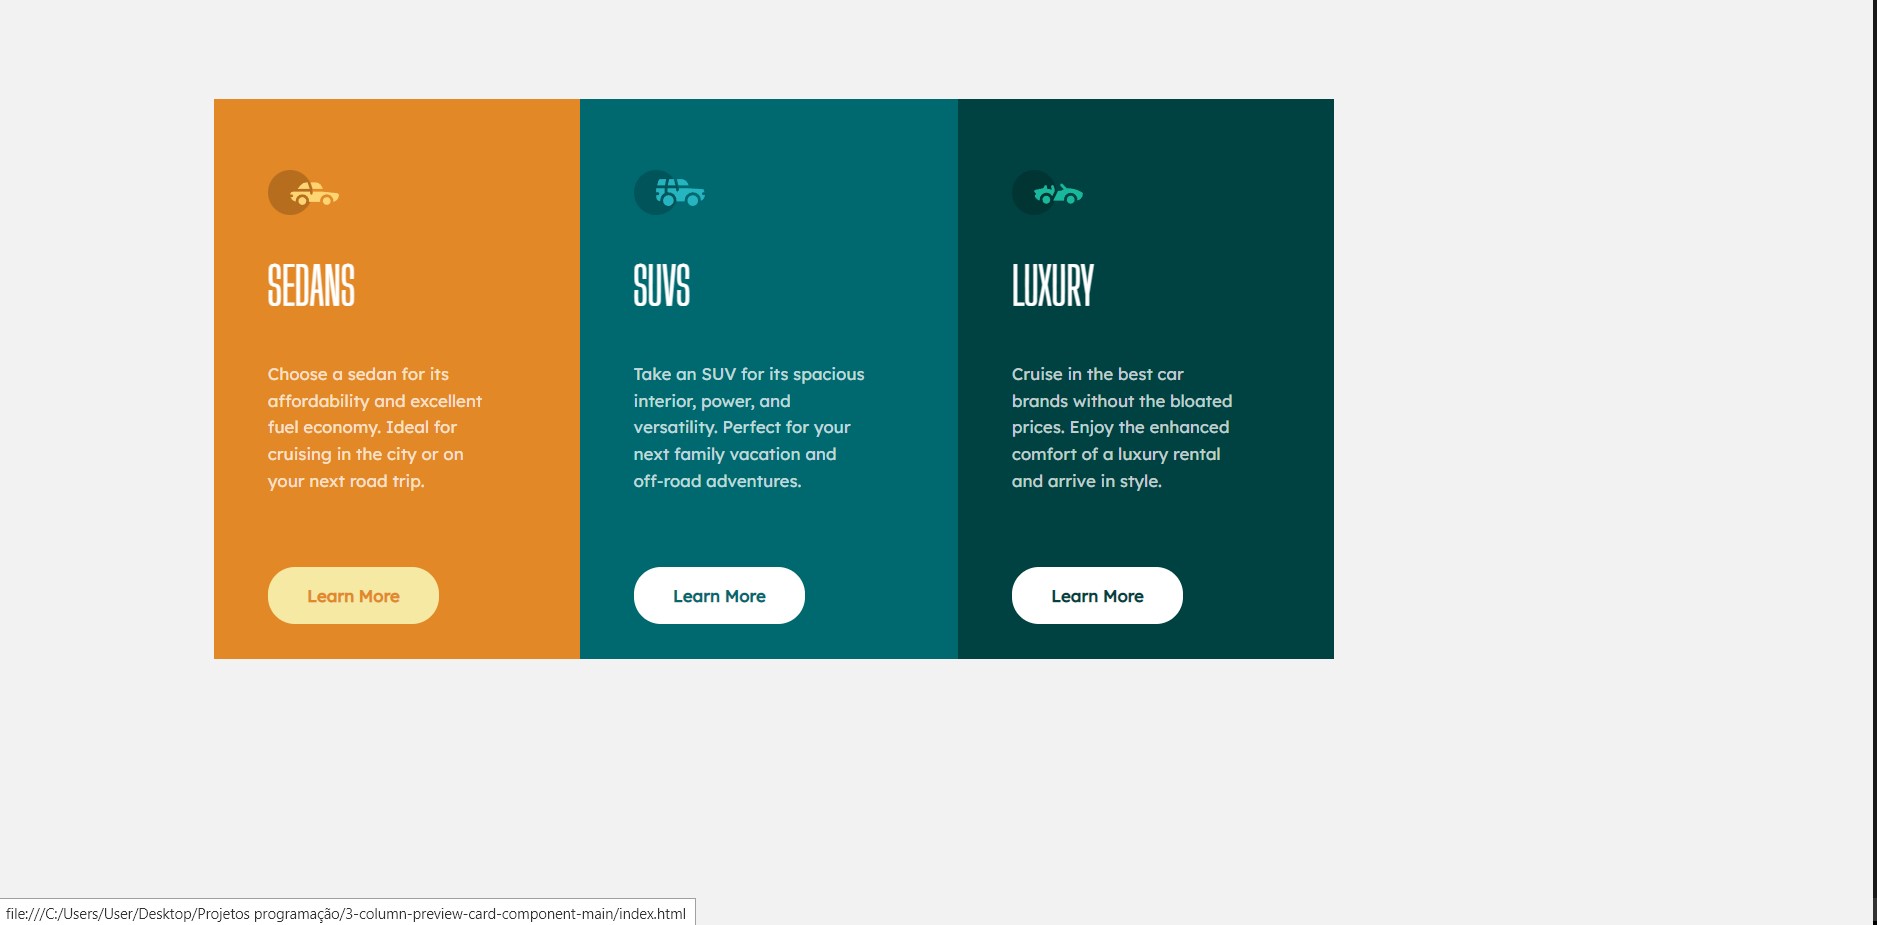 SEDANS
Choose a sedan for its
affordability and excellent
fuel economy. Ideal for
cruising in the city or on
your next road trip.
Learn More
SUVS
Take an SUV for its spacious
interior, power, and
versatility. Perfect for your
next family vacation and
off-road adventures.
Learn More
LUXURY
Cruise in the best car
brands without the bloated
prices. Enjoy the enhanced
comfort of a luxury rental
and arrive in style.
Learn More
file:///C:/Users/User/Desktop/Projetos programação/3-column-preview-card-component-main/index.html